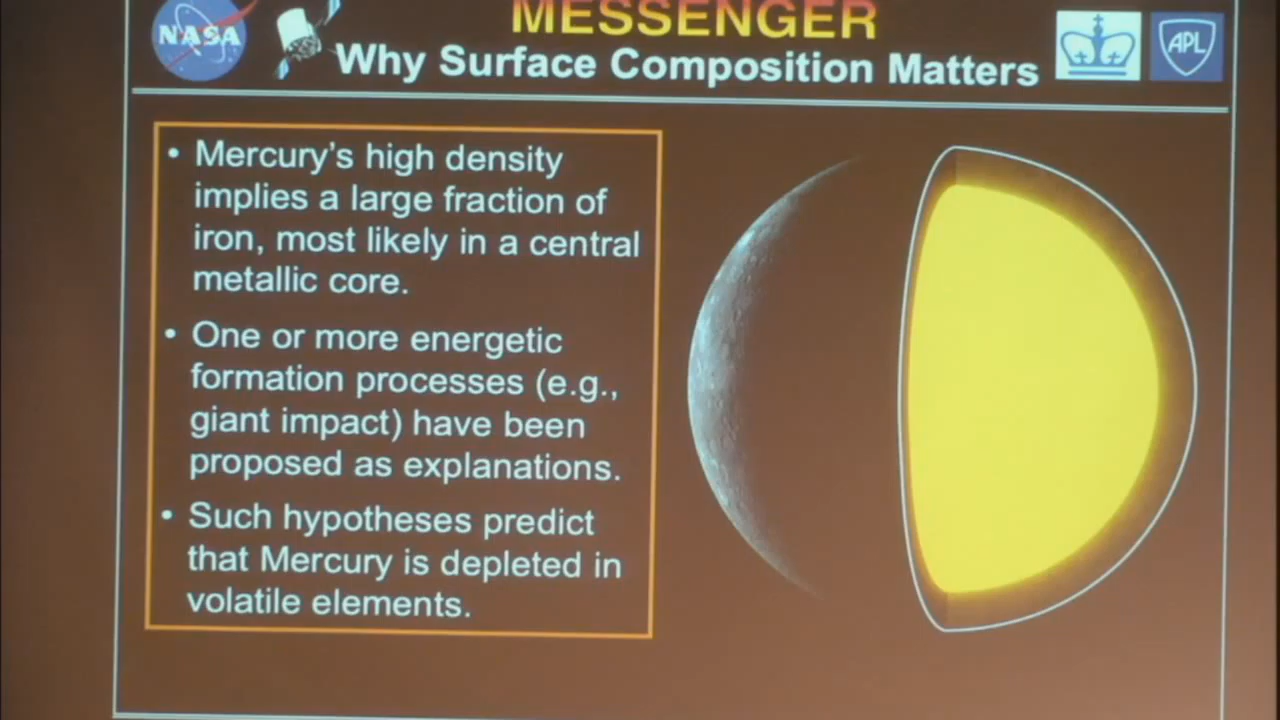 MESSENGER
NASA
Why Surface Composition Matters
APL
• Mercury's high density
implies a large fraction of
iron, most likely in a central
metallic core.
• One or more energetic
formation processes (e.g.,
giant impact) have been
proposed as explanations.
• Such hypotheses predict
that Mercury is depleted in
volatile elements.